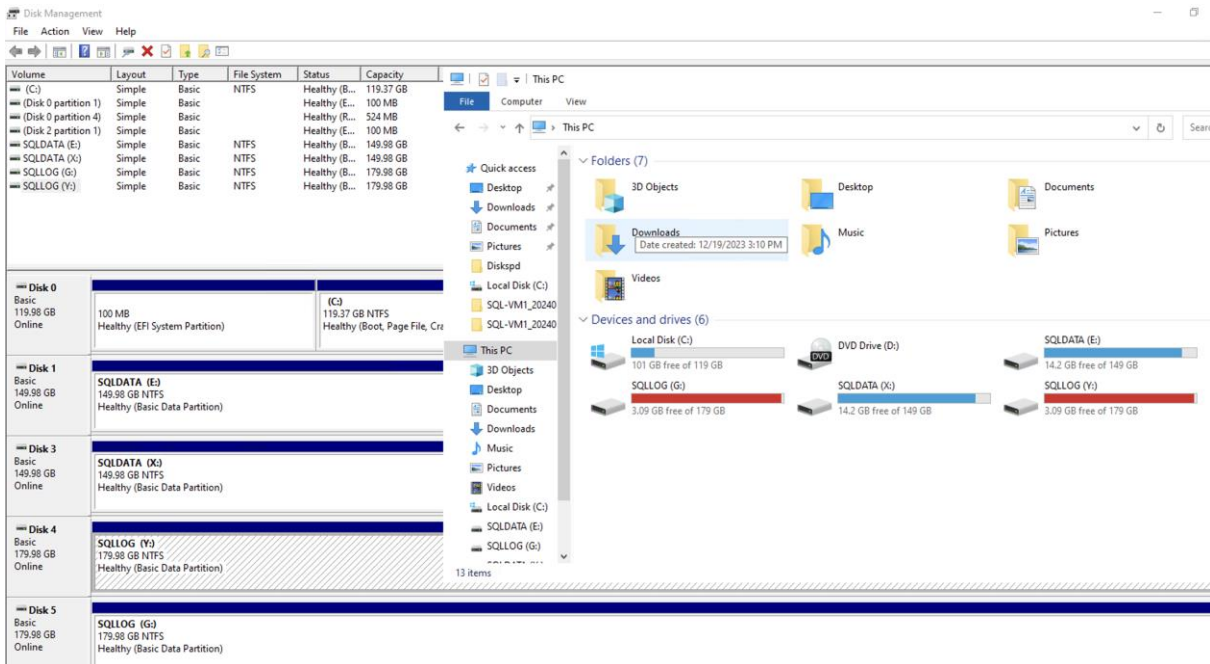 Disk Management
File Action View Help
Volume Layout Type File System Status Capacity
(C:) Simple Basic NTFS Healthy (B... 119.37 GB
(Disk 0 partition 1) Simple Basic Healthy (E... 100 MB
(Disk 0 partition 4) Simple Basic Healthy (R... 524 MB
(Disk 2 partition 1) Simple Basic Healthy (E... 100 MB
SQLDATA (E:) Simple Basic NTFS Healthy (B... 149.98 GB
SQLDATA (X:) Simple Basic NTFS Healthy (B... 149.98 GB
SQLLOG (G:) Simple Basic NTFS Healthy (B... 179.98 GB
SQLLOG (Y:) Simple Basic NTFS Healthy (B... 179.98 GB
Disk 0
Basic
119.98 GB
Online
100 MB
Healthy (EFI System Partition)
(C:)
119.37 GB NTFS
Healthy (Boot, Page File, Cra
Disk 1
Basic
149.98 GB
Online
SQLDATA (E:)
149.98 GB NTFS
Healthy (Basic Data Partition)
Disk 3
Basic
149.98 GB
Online
SQLDATA (X:)
149.98 GB NTFS
Healthy (Basic Data Partition)
Disk 4
Basic
179.98 GB
Online
SQLLOG (Y:)
179.98 GB NTFS
Healthy (Basic Data Partition)
Disk 5
Basic
179.98 GB
Online
SQLLOG (G:)
179.98 GB NTFS
Healthy (Basic Data Partition)
This PC
File Computer View
This PC
Sear
Quick access
Desktop
Downloads
Documents
Pictures
Diskspd
Local Disk (C:)
SQL-VM1_20240
SQL-VM1_20240
This PC
3D Objects
Desktop
Documents
Downloads
Music
Pictures
Videos
Local Disk (C:)
SQLDATA (E:)
SQLLOG (G:)
13 items
Folders (7)
3D Objects
Desktop
Documents
Downloads
Date created: 12/19/2023 3:10 PM
Music
Pictures
Videos
Devices and drives (6)
Local Disk (C:)
101 GB free of 119 GB
DVD Drive (D:)
DVD
SQLDATA (E:)
14.2 GB free of 149 GB
SQLLOG (G:)
3.09 GB free of 179 GB
SQLDATA (X:)
14.2 GB free of 149 GB
SQLLOG (Y:)
3.09 GB free of 179 GB